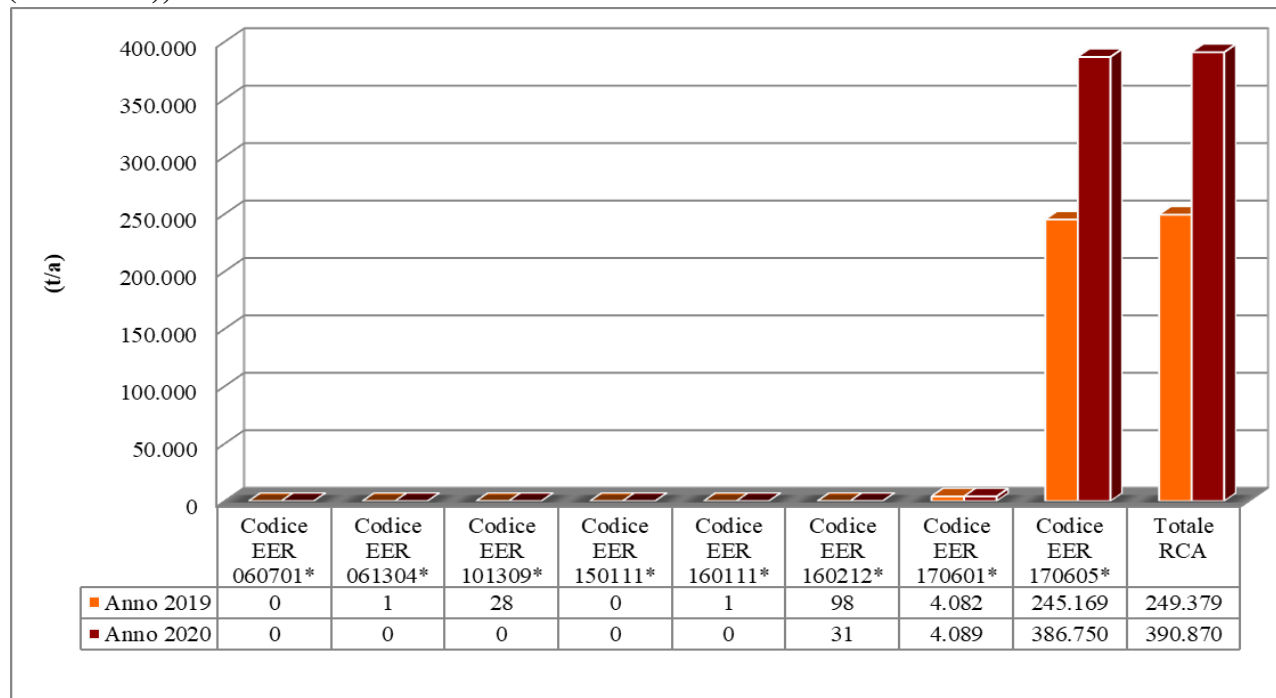 400.000
350.000
300.000
250.000
200.000
150.000
100.000
50.000
0
(t/a)
Codice EER 060701* Codice EER 061304* Codice EER 101309* Codice EER 150111* Codice EER 160111* Codice EER 160212* Codice EER 170601* Codice EER 170605* Totale RCA
Anno 2019 0 1 28 0 1 98 4.082 245.169 249.379
Anno 2020 0 0 0 0 0 31 4.089 386.750 390.870